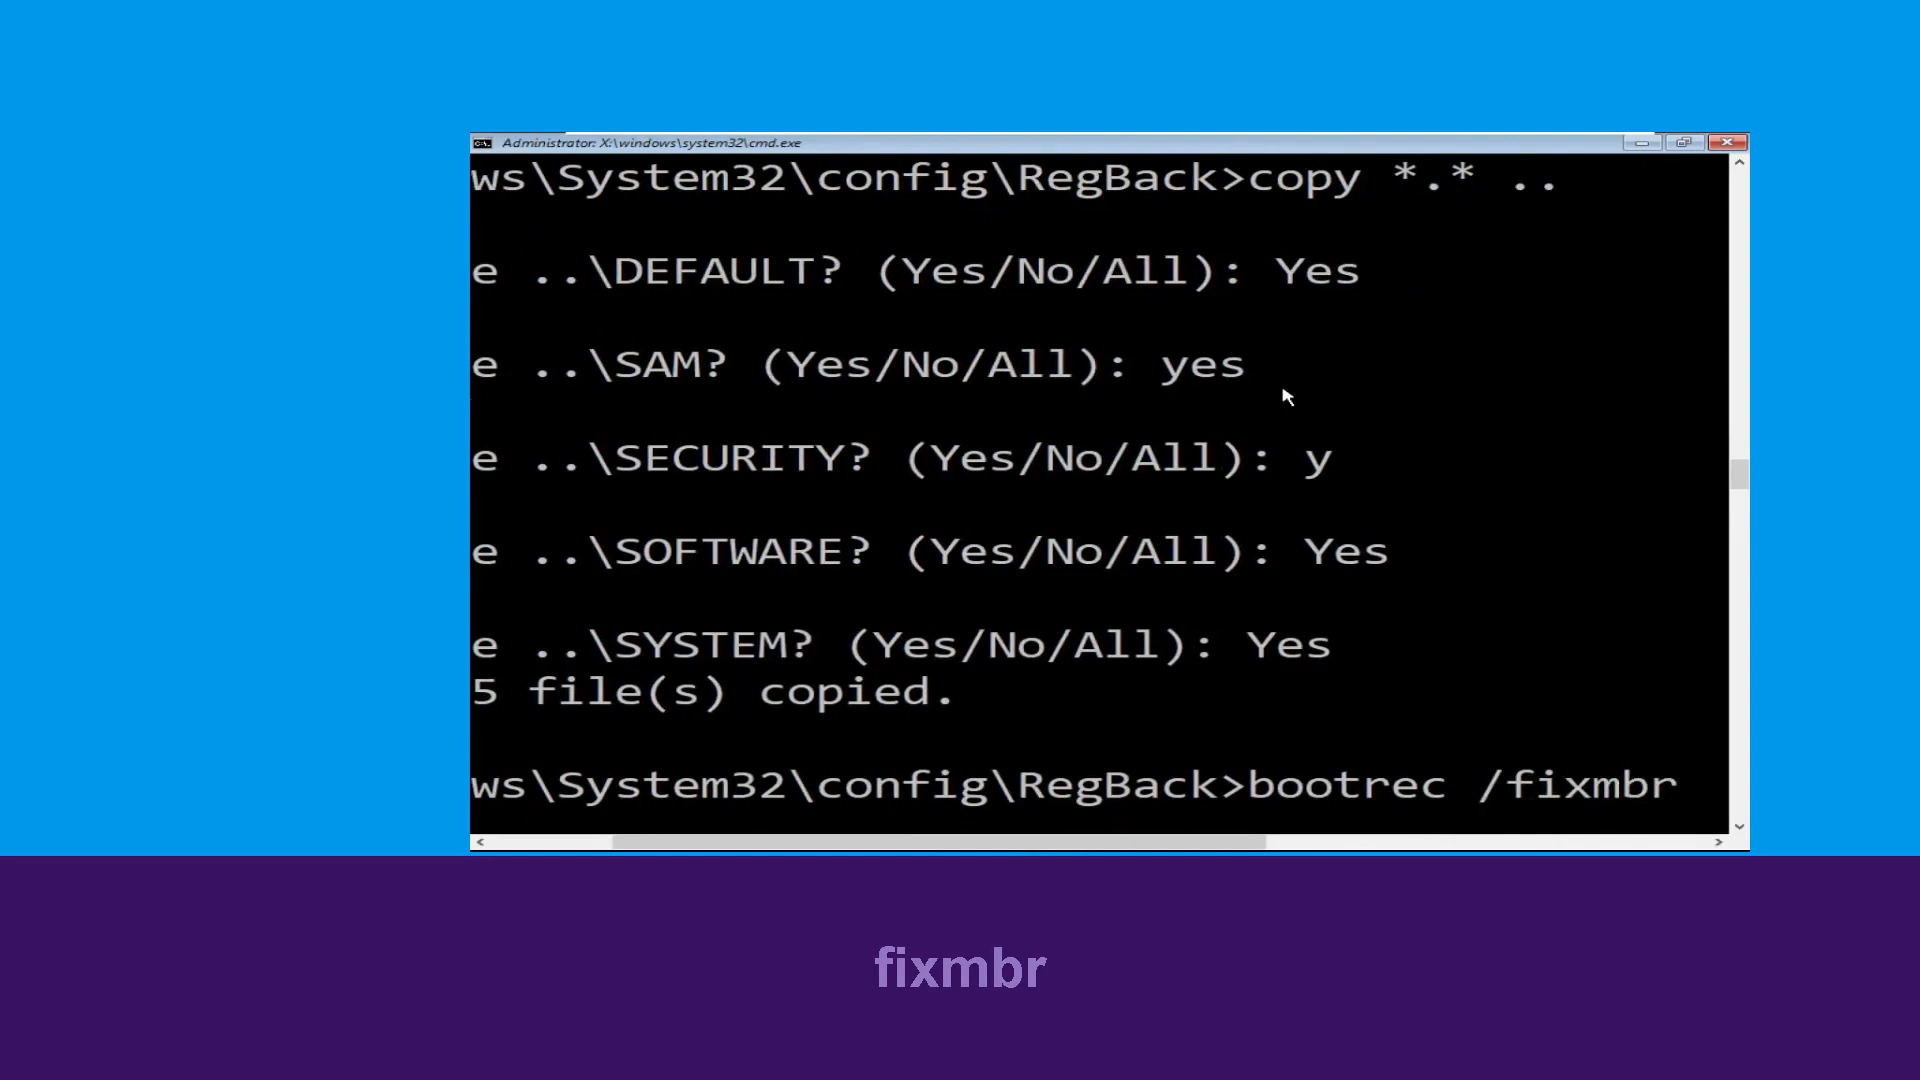 Administrator: X:\windows\system32\cmd.exe
ws\System32\config\RegBack>copy *.* ..
e ..\DEFAULT? (Yes/No/All): Yes
e ..\SAM? (Yes/No/All): yes
e ..\SECURITY? (Yes/No/All): y
e ..\SOFTWARE? (Yes/No/All): Yes
e ..\SYSTEM? (Yes/No/All): Yes
5 file(s) copied.
ws\System32\config\RegBack>bootrec /fixmbr
fixmbr